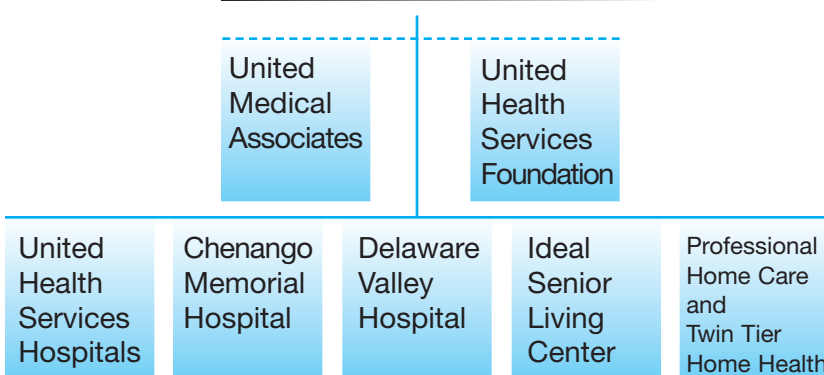 United
Medical
Associates
United
Health
Services
Foundation
United
Health
Services
Hospitals
Chenango
Memorial
Hospital
Delaware
Valley
Hospital
Ideal
Senior
Living
Center
Professional
Home Care
and
Twin Tier
Home Health